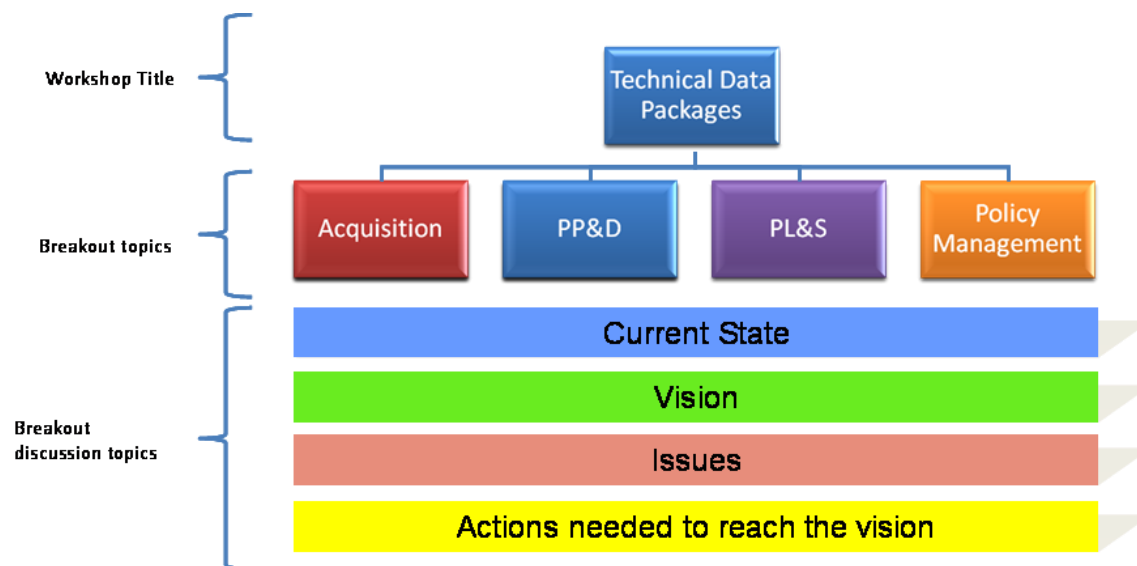 Workshop Title
Technical Data
Packages
Breakout topics
Acquisition
PP&D
PL&S
Policy
Management
Breakout
discussion topics
Current State
Vision
Issues
Actions needed to reach the vision